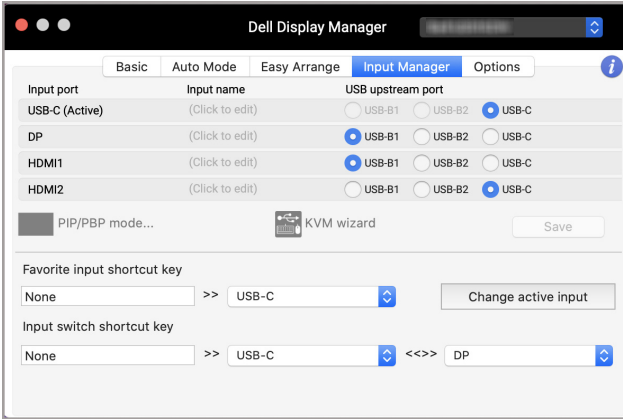 Dell Display Manager
Basic Auto Mode Easy Arrange Input Manager Options i
Input port Input name USB upstream port
USB-C (Active) (Click to edit) USB-B1 USB-B2 USB-C
DP (Click to edit) USB-B1 USB-B2 USB-C
HDMI1 (Click to edit) USB-B1 USB-B2 USB-C
HDMI2 (Click to edit) USB-B1 USB-B2 USB-C
PIP/PBP mode... KVM wizard Save
Favorite input shortcut key
None >> USB-C Change active input
Input switch shortcut key
None >> USB-C <<>> DP